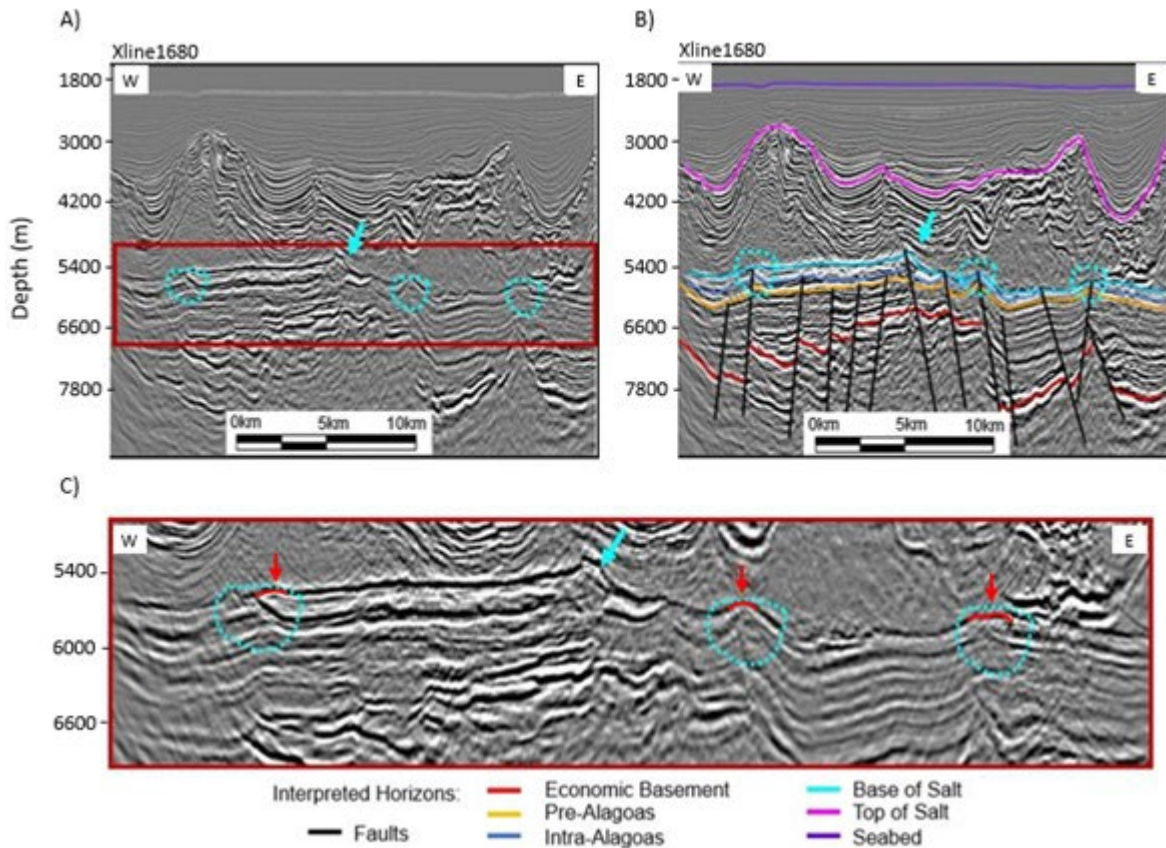 A)
Xline1680
W
E
1800
3000
4200
5400
6600
7800
Depth (m)
0km
5km
10km
B)
Xline1680
W
E
1800
3000
4200
5400
6600
7800
0km
5km
10km
C)
W
E
5400
6000
6600
Interpreted Horizons:
Economic Basement
Pre-Alagoas
Intra-Alagoas
Faults
Base of Salt
Top of Salt
Seabed